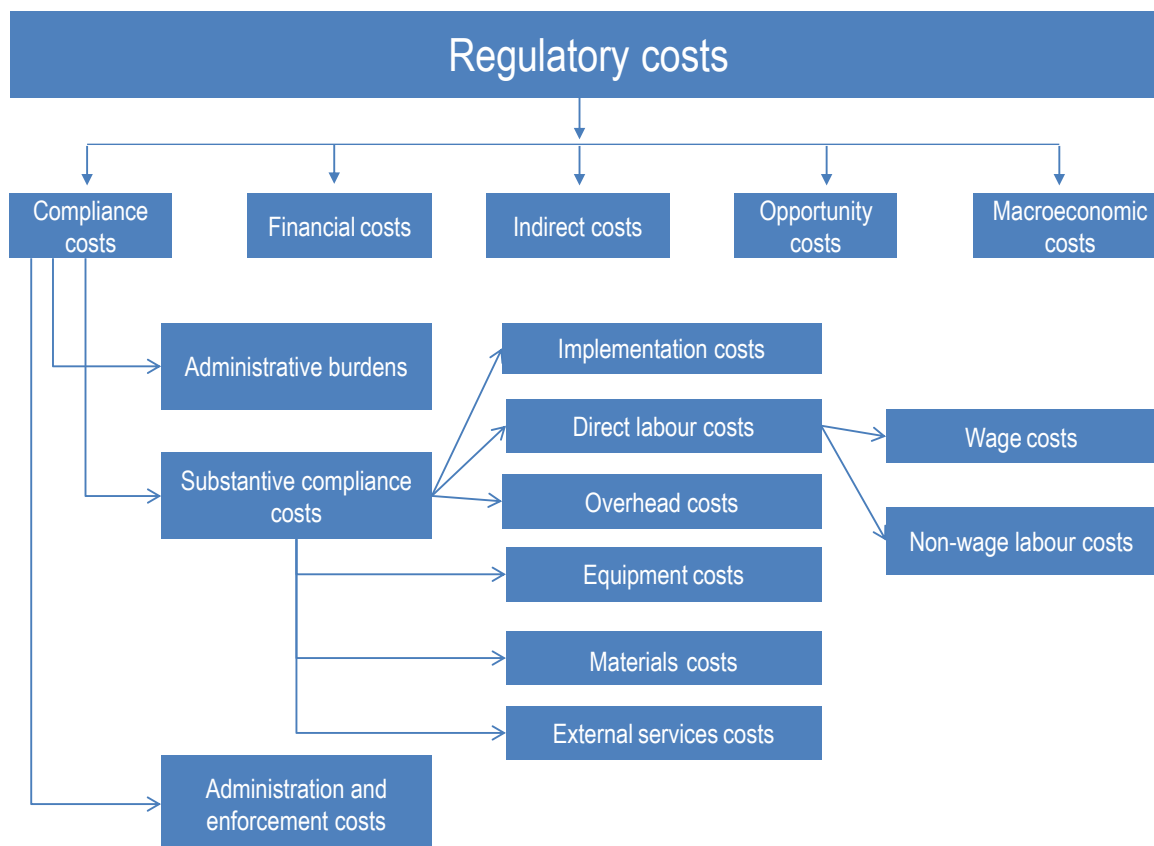 Regulatory costs
Compliance
costs
Financial costs
Indirect costs
Opportunity
costs
Macroeconomic
costs
Administrative burdens
Implementation costs
Direct labour costs
Wage costs
Substantive compliance
costs
Overhead costs
Non-wage labour costs
Equipment costs
Materials costs
External services costs
Administration and
enforcement costs